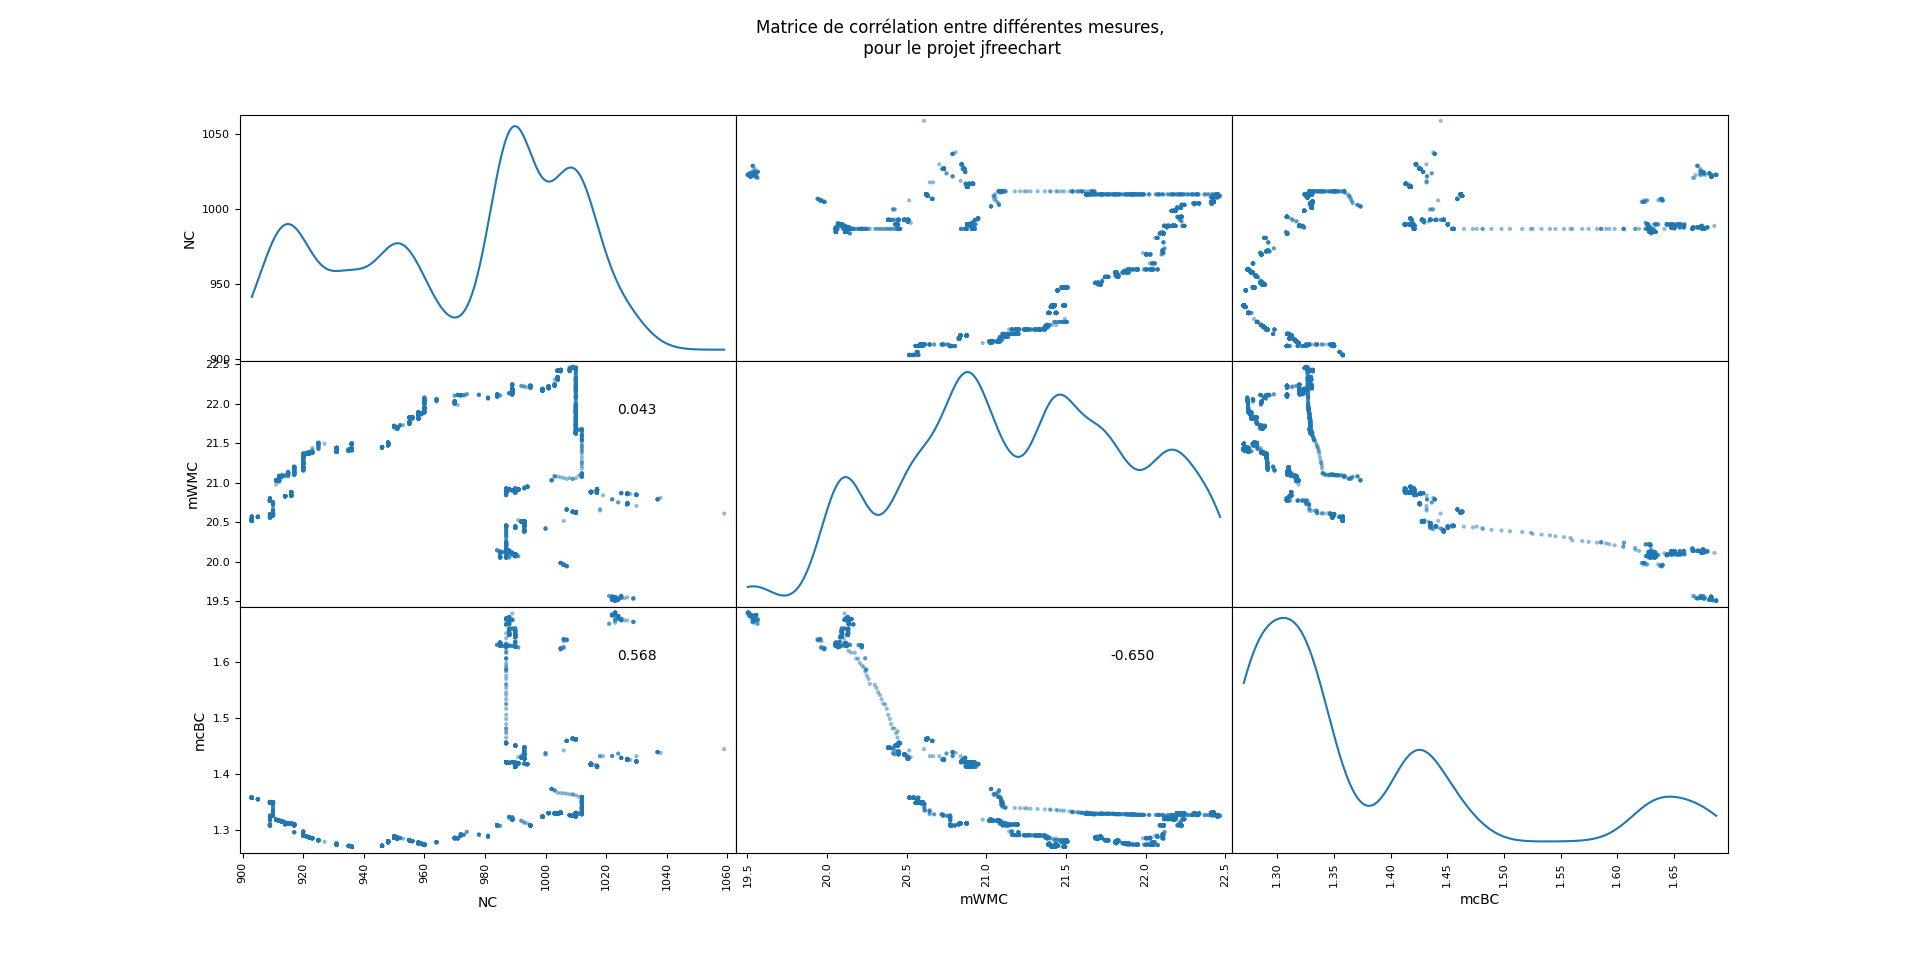 Matrice de corrélation entre différentes mesures,
pour le projet jfreechart
1050
1000
950
900
NC
22.5
22.0
21.5
21.0
20.5
20.0
19.5
mWMC
0.043
1.6
1.5
1.4
1.3
mcBC
0.568
-0.650
900 920 940 960 980 1000 1020 1040 1060
19.5 20.0 20.5 21.0 21.5 22.0 22.5
1.30 1.35 1.40 1.45 1.50 1.55 1.60 1.65
NC mWMC mcBC